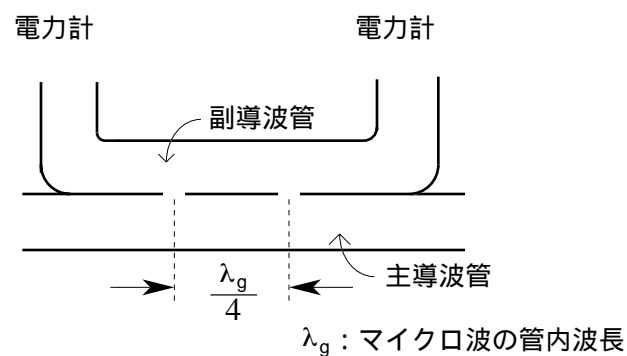 電力計 電力計
副導波管
主導波管
λg
4
λg：マイクロ波の管内波長